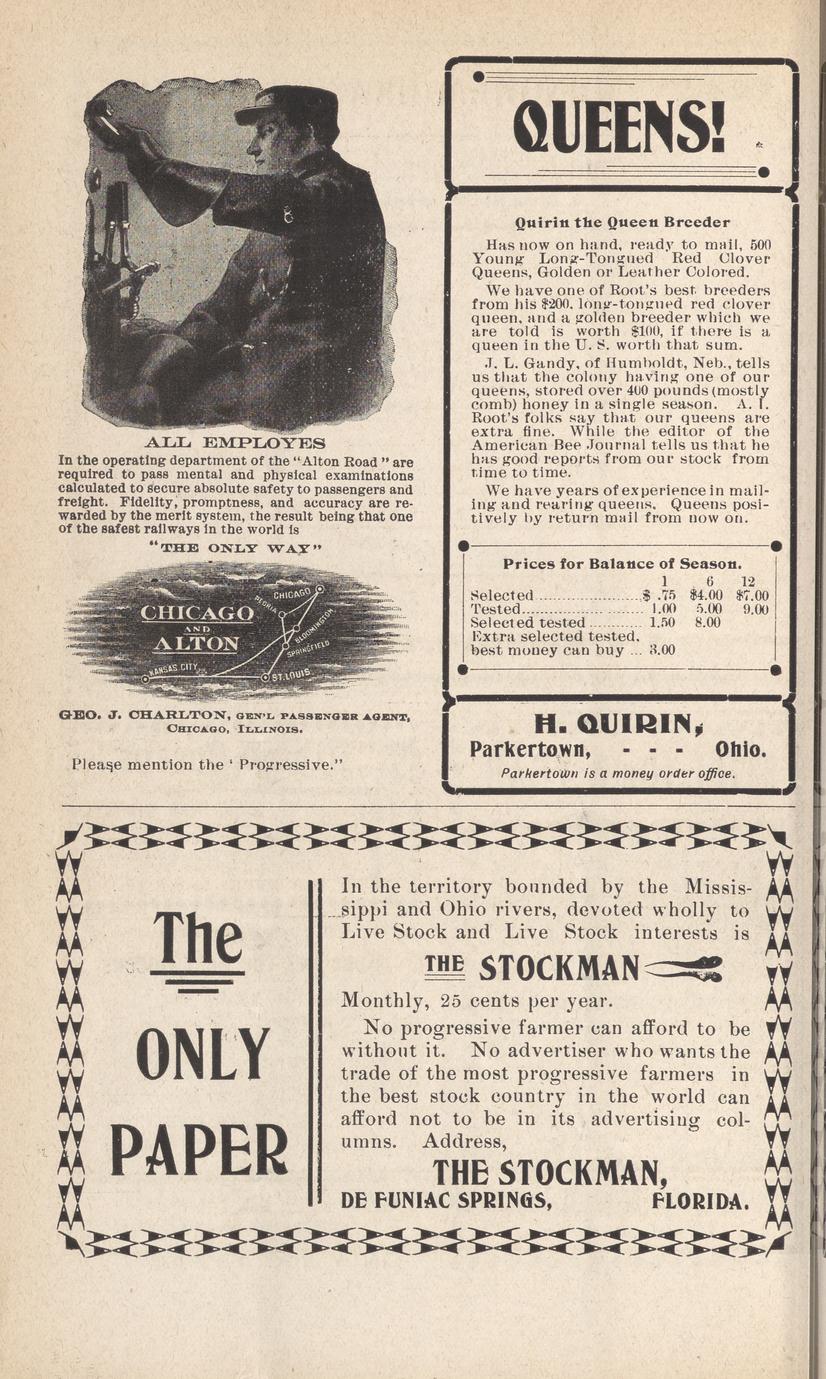 ALL EMPLOYES
In the operating department of the "Alton Road" are
required to pass mental and physical examinations
calculated to secure absolute safety to passengers and
freight. Fidelity, promptness, and accuracy are re-
warded by the merit system, the result being that one
of the safest railways in the world is
"THE ONLY WAY"
CHICAGO
PEORIA
BLOOMINGTON
SPRINGFIELD
CHICAGO
AND
ALTON
KANSAS CITY
ST. LOUIS
GEO. J. CHARLTON, GEN'L PASSENGER AGENT,
CHICAGO, ILLINOIS.
Please mention the ' Progressive."
QUEENS!
Quirin the Queen Breeder
Has now on hand, ready to mail, 500
Young Long-Tongued Red Clover
Queens, Golden or Leather Colored.
We have one of Root's best breeders
from his $200. long-tongued red clover
queen, and a golden breeder which we
are told is worth $100, if there is a
queen in the U. S. worth that sum.
J. L. Gandy, of Humboldt, Neb., tells
us that the colony having one of our
queens, stored over 400 pounds (mostly
comb) honey in a single season. A. I.
Root's folks say that our queens are
extra fine. While the editor of the
American Bee Journal tells us that he
has good reports from our stock from
time to time.
We have years of experience in mail-
ing and rearing queens. Queens posi-
tively by return mail from now on.
Prices for Balance of Season.
1 6 12
Selected .....................$ .75 $4.00 $7.00
Tested.......................... 1.00 5.00 9.00
Selected tested ........... 1.50 8.00
Extra selected tested,
best money can buy ... 3.00
H. QUIRIN,
Parkertown, - - - Ohio.
Parkertown is a money order office.
The
ONLY
PAPER
In the territory bounded by the Missis-
sippi and Ohio rivers, devoted wholly to
Live Stock and Live Stock interests is
THE STOCKMAN
Monthly, 25 cents per year.
No progressive farmer can afford to be
without it. No advertiser who wants the
trade of the most progressive farmers in
the best stock country in the world can
afford not to be in its advertising col-
umns. Address,
THE STOCKMAN,
DE FUNIAC SPRINGS, FLORIDA.